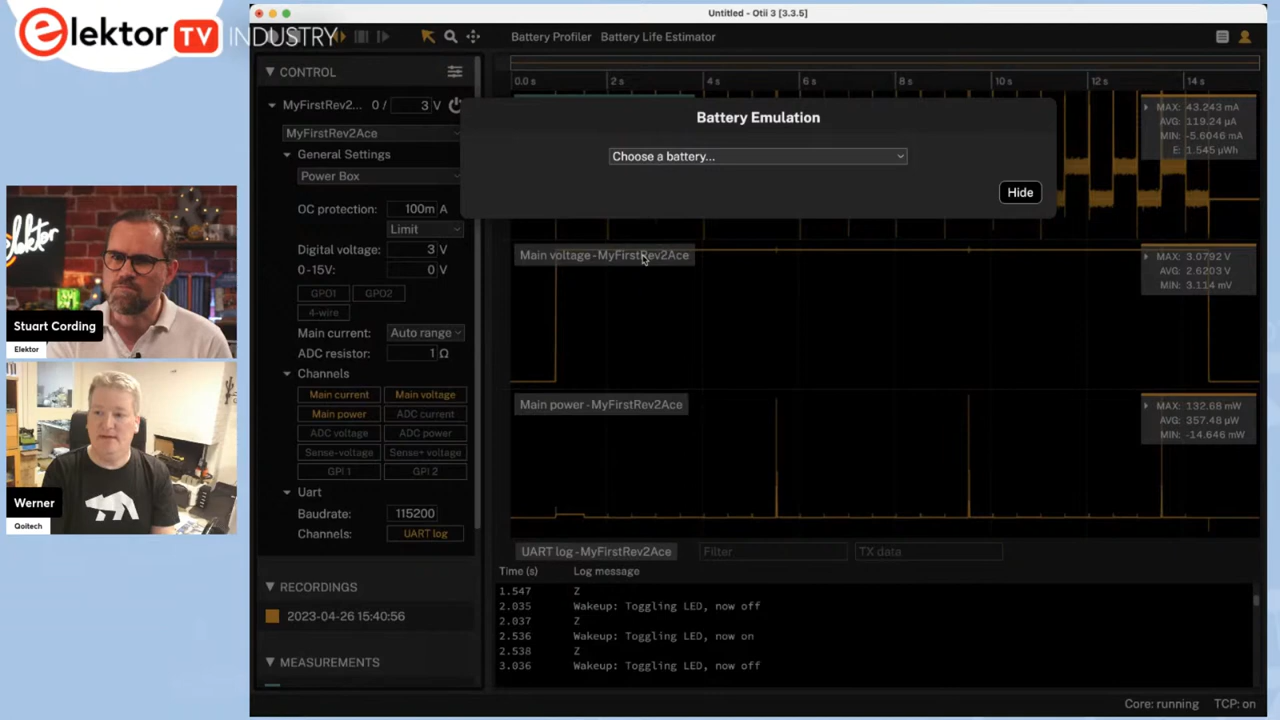 elektor TV INDUSTRY
Untitled - Otii 3 [3.3.5]
Battery Profiler Battery Life Estimator
CONTROL
MyFirstRev2... 0 / 3 V
MyFirstRev2Ace
General Settings
Power Box
OC protection: 100m A
Limit
Digital voltage: 3 V
0 - 15V: 0 V
GPO1 GPO2
4-wire
Main current: Auto range
ADC resistor: 1 Ω
Channels
Main current Main voltage
Main power ADC current
ADC voltage ADC power
Sense-voltage Sense+ voltage
GPI 1 GPI 2
Uart
Baudrate: 115200
Channels: UART log
RECORDINGS
2023-04-26 15:40:56
MEASUREMENTS
0.0 s 2 s 4 s 6 s 8 s 10 s 12 s 14 s
MAX: 43.243 mA
AVG: 119.24 µA
MIN: -5.6046 mA
E: 1.545 µWh
Battery Emulation
Choose a battery...
Hide
Main voltage - MyFirstRev2Ace
MAX: 3.0792 V
AVG: 2.6203 V
MIN: 3.114 mV
Main power - MyFirstRev2Ace
MAX: 132.68 mW
AVG: 357.48 µW
MIN: -14.646 mW
UART log - MyFirstRev2Ace Filter TX data
Time (s) Log message
1.547 Z
2.035 Wakeup: Toggling LED, now off
2.037 Z
2.536 Wakeup: Toggling LED, now on
2.538 Z
3.036 Wakeup: Toggling LED, now off
Core: running TCP: on
elektor
Stuart Cording
Elektor
Werner
Qoitech